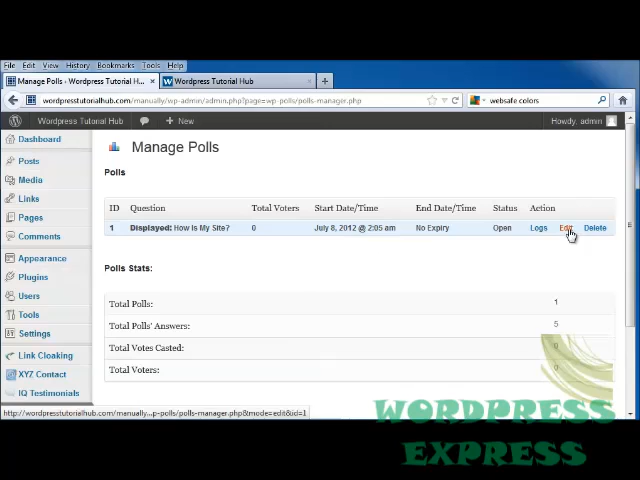 File Edit View History Bookmarks Tools Help
Manage Polls ‹ Wordpress Tutorial H... × Wordpress Tutorial Hub × +
wordpresstutorialhub.com/manually/wp-admin/admin.php?page=wp-polls/polls-manager.php websafe colors
Wordpress Tutorial Hub + New Howdy, admin
Dashboard
Posts
Media
Links
Pages
Comments
Appearance
Plugins
Users
Tools
Settings
Link Cloaking
XYZ Contact
IQ Testimonials
Manage Polls
Polls
ID Question Total Voters Start Date/Time End Date/Time Status Action
1 Displayed: How Is My Site? 0 July 8, 2012 @ 2:05 am No Expiry Open Logs Edit Delete
Polls Stats:
Total Polls: 1
Total Polls' Answers: 5
Total Votes Casted: 0
Total Voters: 0
http://wordpresstutorialhub.com/manually...p-polls/polls-manager.php&mode=edit&id=1
WORDPRESS
EXPRESS